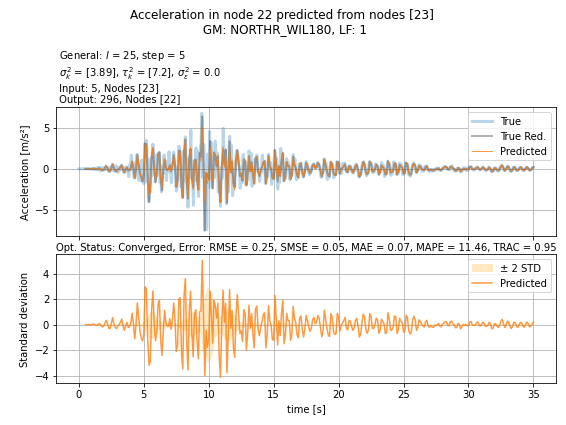 Acceleration in node 22 predicted from nodes [23]
GM: NORTHR_WIL180, LF: 1
General: l = 25, step = 5
σ²ₖ = [3.89], τ²ₖ = [7.2], σ²ε = 0.0
Input: 5, Nodes [23]
Output: 296, Nodes [22]
Acceleration [m/s²]
5
0
−5
True
True Red.
Predicted
Opt. Status: Converged, Error: RMSE = 0.25, SMSE = 0.05, MAE = 0.07, MAPE = 11.46, TRAC = 0.95
Standard deviation
4
2
0
−2
−4
± 2 STD
Predicted
0 5 10 15 20 25 30 35
time [s]